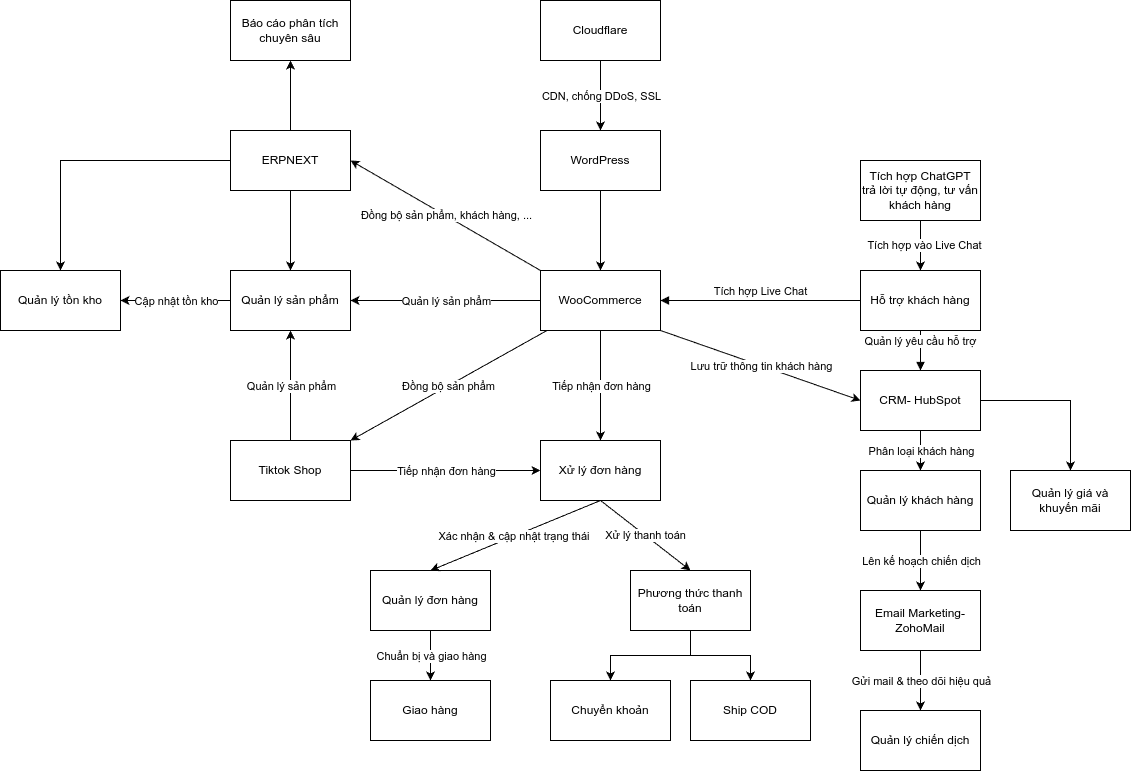 Báo cáo phân tích
chuyên sâu
Cloudflare
CDN, chống DDoS, SSL
ERPNEXT
WordPress
Tích hợp ChatGPT
trả lời tự động, tư vấn
khách hàng
Đồng bộ sản phẩm, khách hàng, ...
Tích hợp vào Live Chat
Quản lý tồn kho
Cập nhật tồn kho
Quản lý sản phẩm
Quản lý sản phẩm
WooCommerce
Tích hợp Live Chat
Hỗ trợ khách hàng
Quản lý yêu cầu hỗ trợ
Quản lý sản phẩm
Đồng bộ sản phẩm
Tiếp nhận đơn hàng
Lưu trữ thông tin khách hàng
CRM- HubSpot
Phân loại khách hàng
Tiktok Shop
Tiếp nhận đơn hàng
Xử lý đơn hàng
Quản lý khách hàng
Quản lý giá và
khuyến mãi
Xác nhận & cập nhật trạng thái
Xử lý thanh toán
Lên kế hoạch chiến dịch
Quản lý đơn hàng
Phương thức thanh
toán
Email Marketing-
ZohoMail
Chuẩn bị và giao hàng
Gửi mail & theo dõi hiệu quả
Giao hàng
Chuyển khoản
Ship COD
Quản lý chiến dịch